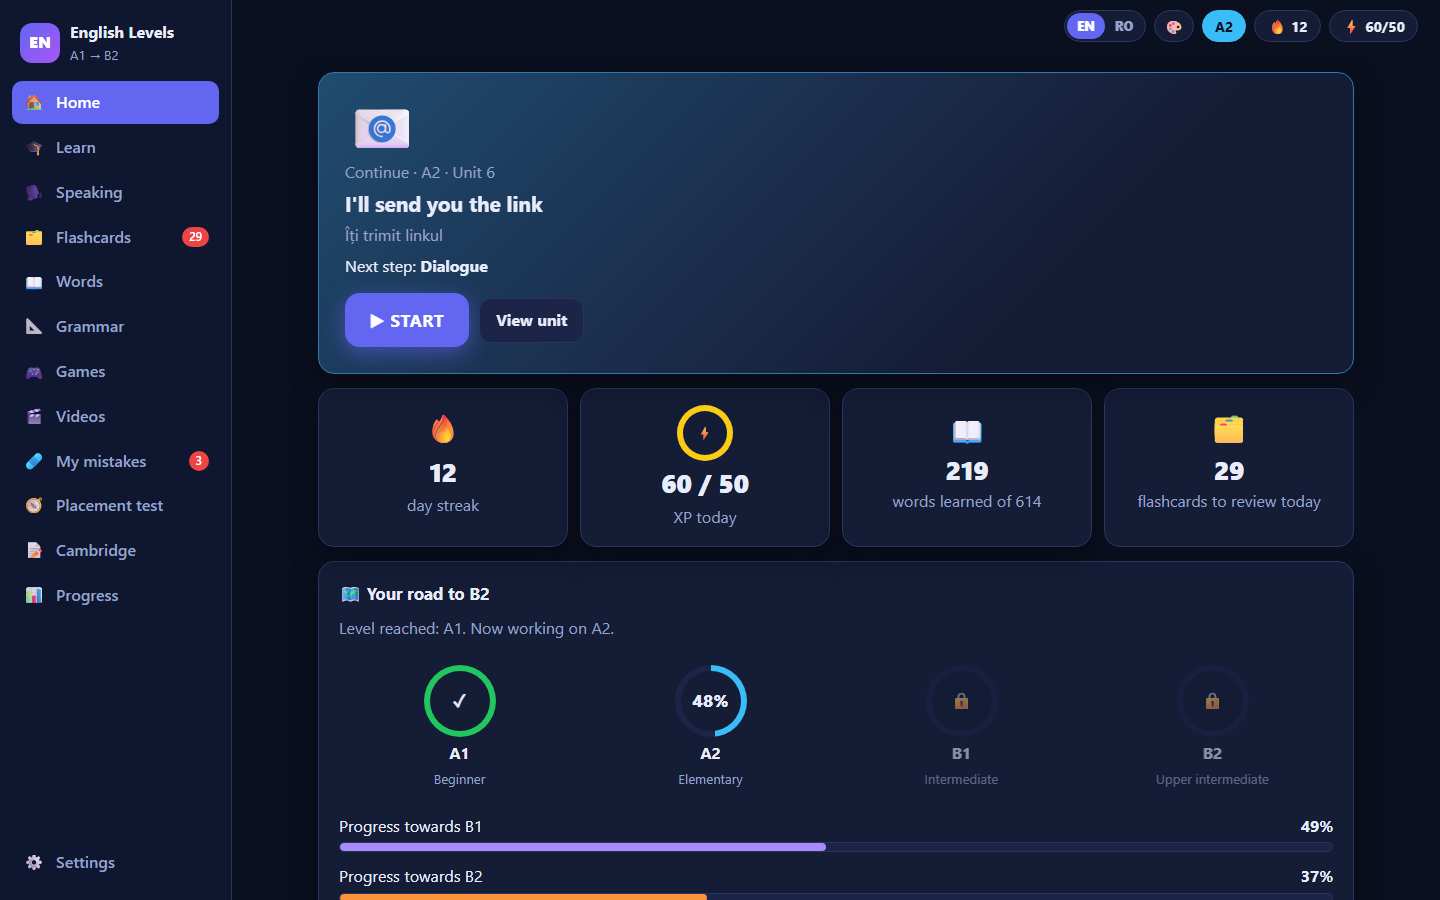 EN
English Levels
A1 → B2
Home
Learn
Speaking
Flashcards 29
Words
Grammar
Games
Videos
My mistakes 3
Placement test
Cambridge
Progress
Settings
EN RO
A2
12
60/50
Continue · A2 · Unit 6
I'll send you the link
Îți trimit linkul
Next step: Dialogue
▶ START
View unit
12
day streak
60 / 50
XP today
219
words learned of 614
29
flashcards to review today
Your road to B2
Level reached: A1. Now working on A2.
✓
A1
Beginner
48%
A2
Elementary
B1
Intermediate
B2
Upper intermediate
Progress towards B1 49%
Progress towards B2 37%